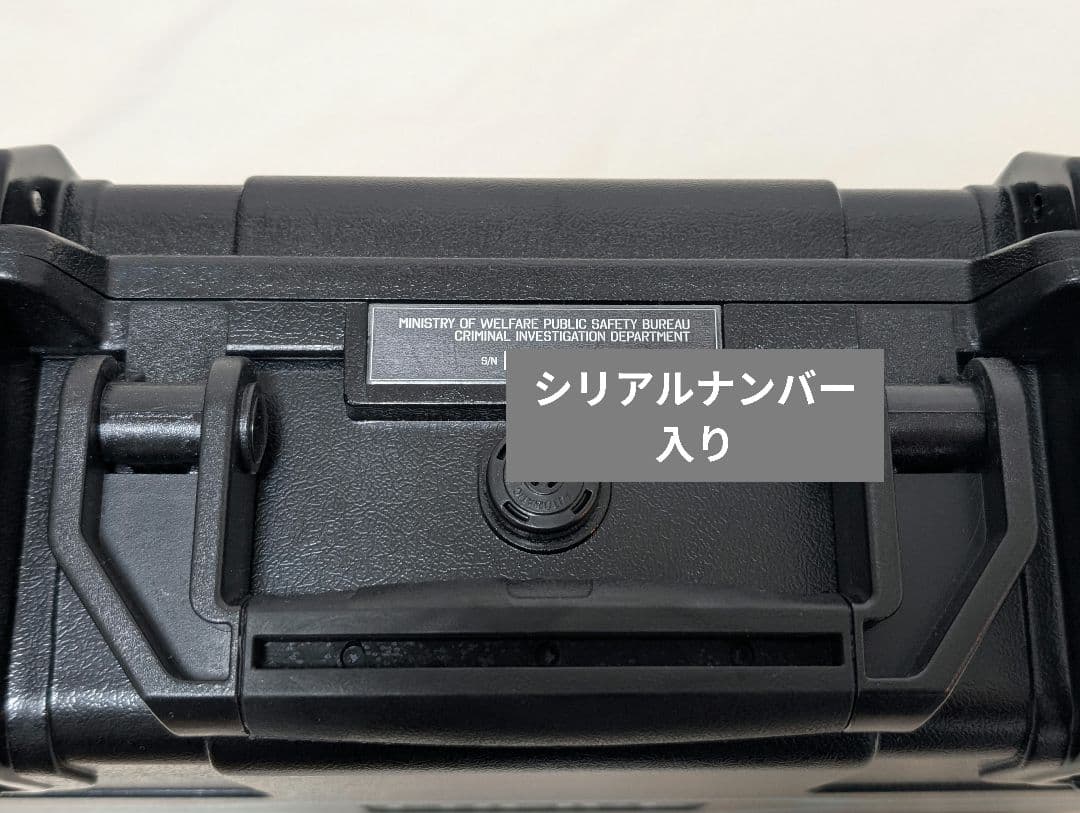 MINISTRY OF WELFARE PUBLIC SAFETY BUREAU
CRIMINAL INVESTIGATION DEPARTMENT
S/N
シリアルナンバー
入り